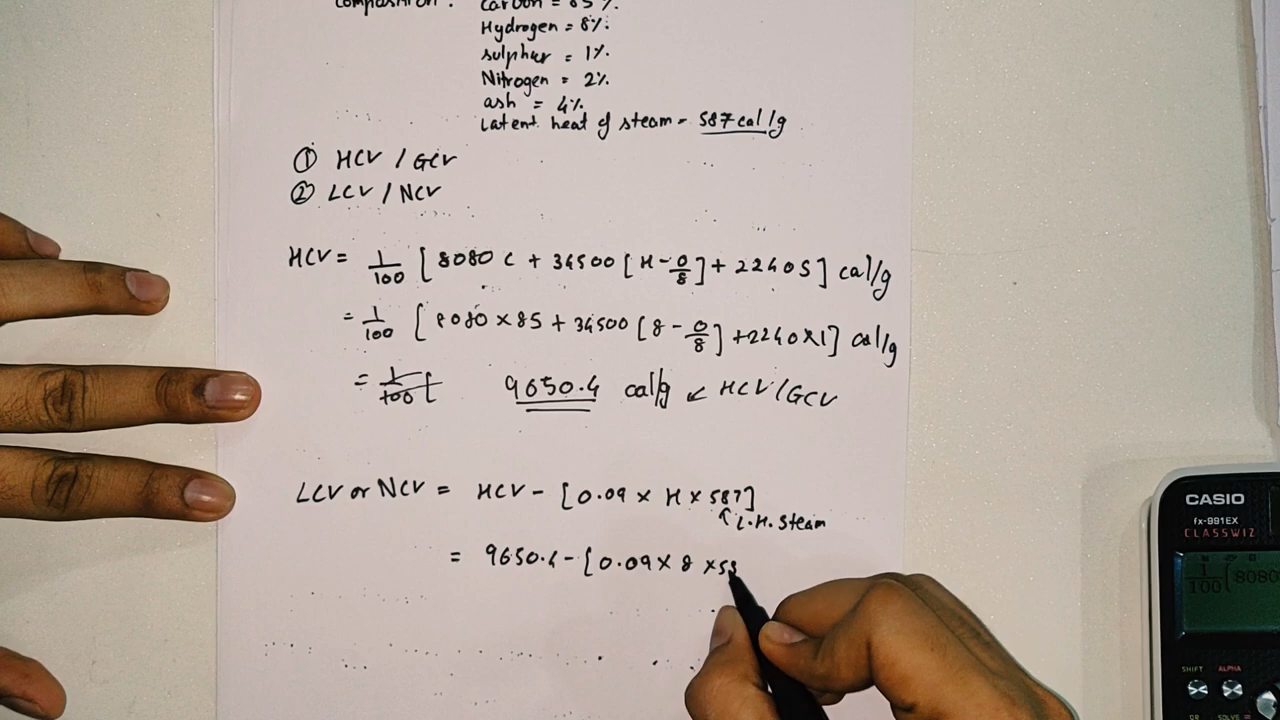 composition : Carbon = 85%.
Hydrogen = 8%.
sulphur = 1%.
Nitrogen = 2%.
ash = 4%.
Latent heat of steam = 587 cal/g
① HCV / GCV
② LCV / NCV
HCV = 1/100 [ 8080 C + 34500 [ H - O/8 ] + 2240 S ] cal/g
= 1/100 [ 8080 × 85 + 34500 [ 8 - 0/8 ] + 2240 × 1 ] cal/g
= 1/100 [ 9650.4 cal/g ↙ HCV / GCV
LCV or NCV = HCV - [ 0.09 × H × 587 ]
↑ L.H. steam
= 9650.4 - [ 0.09 × 8 × 58
CASIO
fx-991EX
CLASSWIZ
1/100 (8080
SHIFT ALPHA